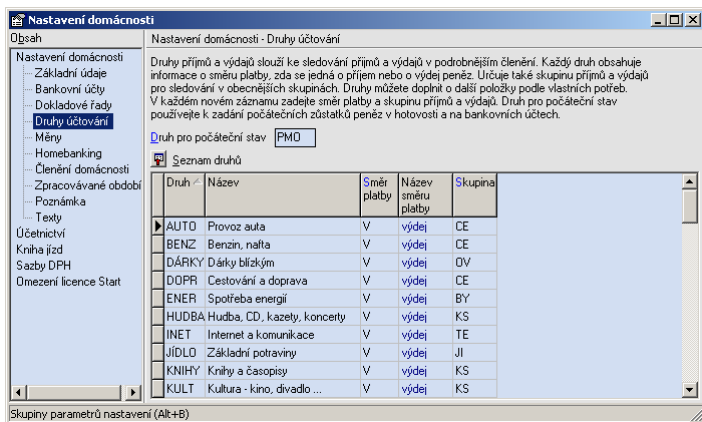 Nastavení domácnosti
Obsah
Nastavení domácnosti
Základní údaje
Bankovní účty
Dokladové řady
Druhy účtování
Měny
Homebanking
Členění domácnosti
Zpracovávané období
Poznámka
Texty
Účetnictví
Kniha jízd
Sazby DPH
Omezení licence Start
Nastavení domácnosti - Druhy účtování
Druhy příjmů a výdajů slouží ke sledování příjmů a výdajů v podrobnějším členění. Každý druh obsahuje
informace o směru platby, zda se jedná o příjem nebo o výdej peněz. Určuje také skupinu příjmů a výdajů
pro sledování v obecnějších skupinách. Druhy můžete doplnit o další položky podle vlastních potřeb.
V každém novém záznamu zadejte směr platby a skupinu příjmů a výdajů. Druh pro počáteční stav
používejte k zadání počátečních zůstatků peněz v hotovosti a na bankovních účtech.
Druh pro počáteční stav PMO
Seznam druhů
Druh Název Směr platby Název směru platby Skupina
AUTO Provoz auta V výdej CE
BENZ Benzin, nafta V výdej CE
DÁRKY Dárky blízkým V výdej OV
DOPR Cestování a doprava V výdej CE
ENER Spotřeba energií V výdej BY
HUDBA Hudba, CD, kazety, koncerty V výdej KS
INET Internet a komunikace V výdej TE
JÍDLO Základní potraviny V výdej JI
KNIHY Knihy a časopisy V výdej KS
KULT Kultura - kino, divadlo ... V výdej KS
Skupiny parametrů nastavení (Alt+B)